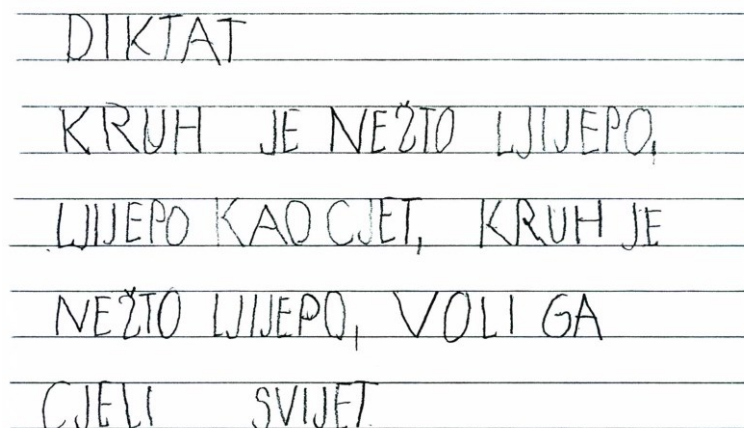 DIKTAT
KRUH JE NEŽTO LJIJEPO,
LJIJEPO KAO CJET, KRUH JE
NEŽTO LJIJEPO, VOLI GA
CJELI SVIJET.